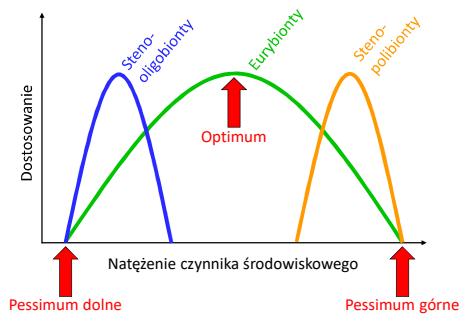 Steno-
oligobionty
Eurybionty
Steno-
polibionty
Optimum
Dostosowanie
Natężenie czynnika środowiskowego
Pessimum dolne
Pessimum górne